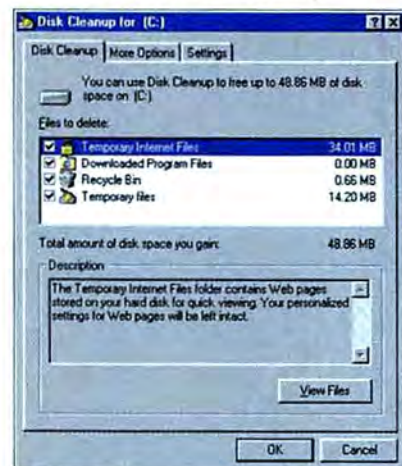 Disk Cleanup for (C:)
Disk Cleanup
More Options
Settings
You can use Disk Cleanup to free up to 48.86 MB of disk
space on (C:).
Files to delete:
Temporary Internet Files 34.01 MB
Downloaded Program Files 0.00 MB
Recycle Bin 0.66 MB
Temporary files 14.20 MB
Total amount of disk space you gain: 48.86 MB
Description
The Temporary Internet Files folder contains Web pages
stored on your hard disk for quick viewing. Your personalized
settings for Web pages will be left intact.
View Files
OK
Cancel